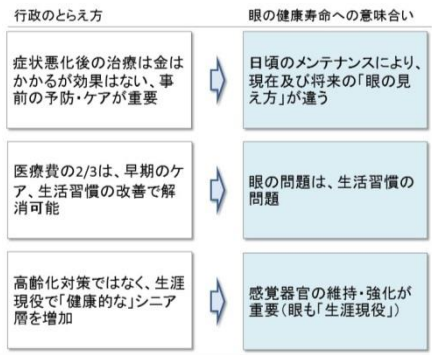 行政のとらえ方
眼の健康寿命への意味合い
症状悪化後の治療は金は
かかるが効果はない、事
前の予防・ケアが重要
日頃のメンテナンスにより、
現在及び将来の「眼の見
え方」が違う
医療費の2/3は、早期のケ
ア、生活習慣の改善で解
消可能
眼の問題は、生活習慣の
問題
高齢化対策ではなく、生涯
現役で「健康的な」シニア
層を増加
感覚器官の維持・強化が
重要(眼も「生涯現役」)